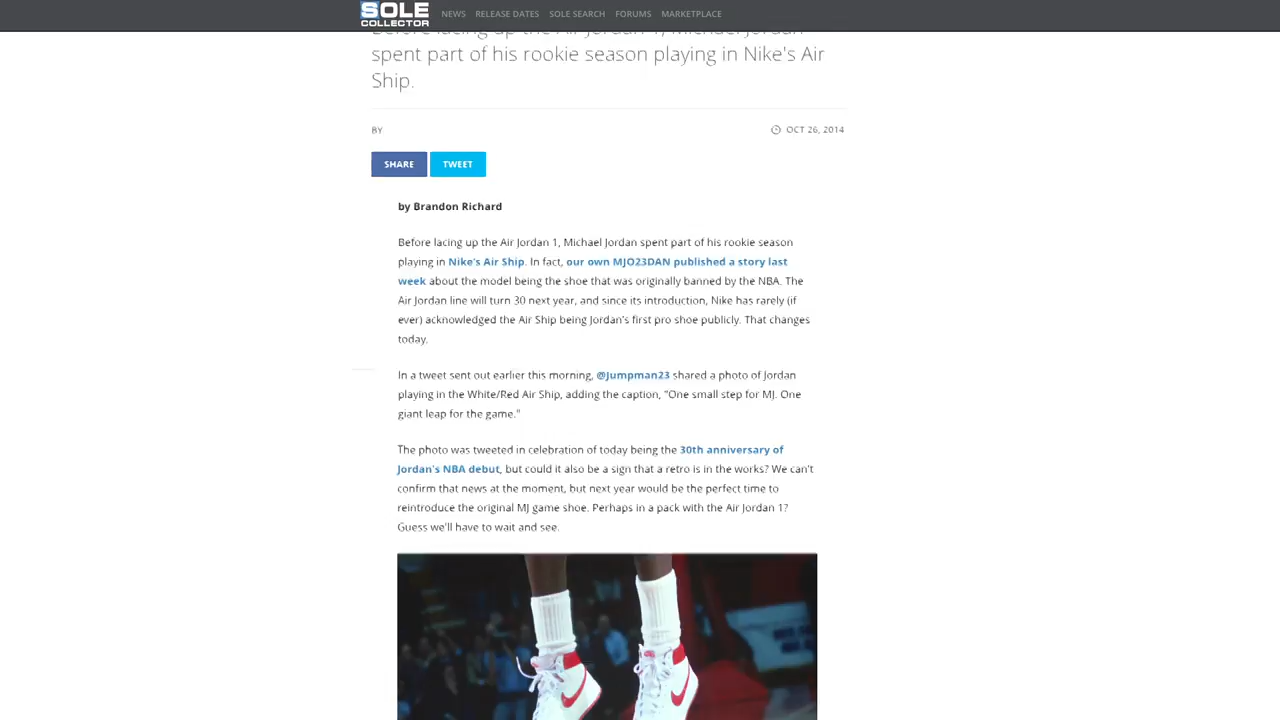 SOLE
COLLECTOR
NEWS RELEASE DATES SOLE SEARCH FORUMS MARKETPLACE
Before lacing up the Air Jordan 1, Michael Jordan
spent part of his rookie season playing in Nike's Air
Ship.
BY
OCT 26, 2014
SHARE TWEET
by Brandon Richard
Before lacing up the Air Jordan 1, Michael Jordan spent part of his rookie season
playing in Nike's Air Ship. In fact, our own MJO23DAN published a story last
week about the model being the shoe that was originally banned by the NBA. The
Air Jordan line will turn 30 next year, and since its introduction, Nike has rarely (if
ever) acknowledged the Air Ship being Jordan's first pro shoe publicly. That changes
today.
In a tweet sent out earlier this morning, @Jumpman23 shared a photo of Jordan
playing in the White/Red Air Ship, adding the caption, "One small step for MJ. One
giant leap for the game."
The photo was tweeted in celebration of today being the 30th anniversary of
Jordan's NBA debut, but could it also be a sign that a retro is in the works? We can't
confirm that news at the moment, but next year would be the perfect time to
reintroduce the original MJ game shoe. Perhaps in a pack with the Air Jordan 1?
Guess we'll have to wait and see.